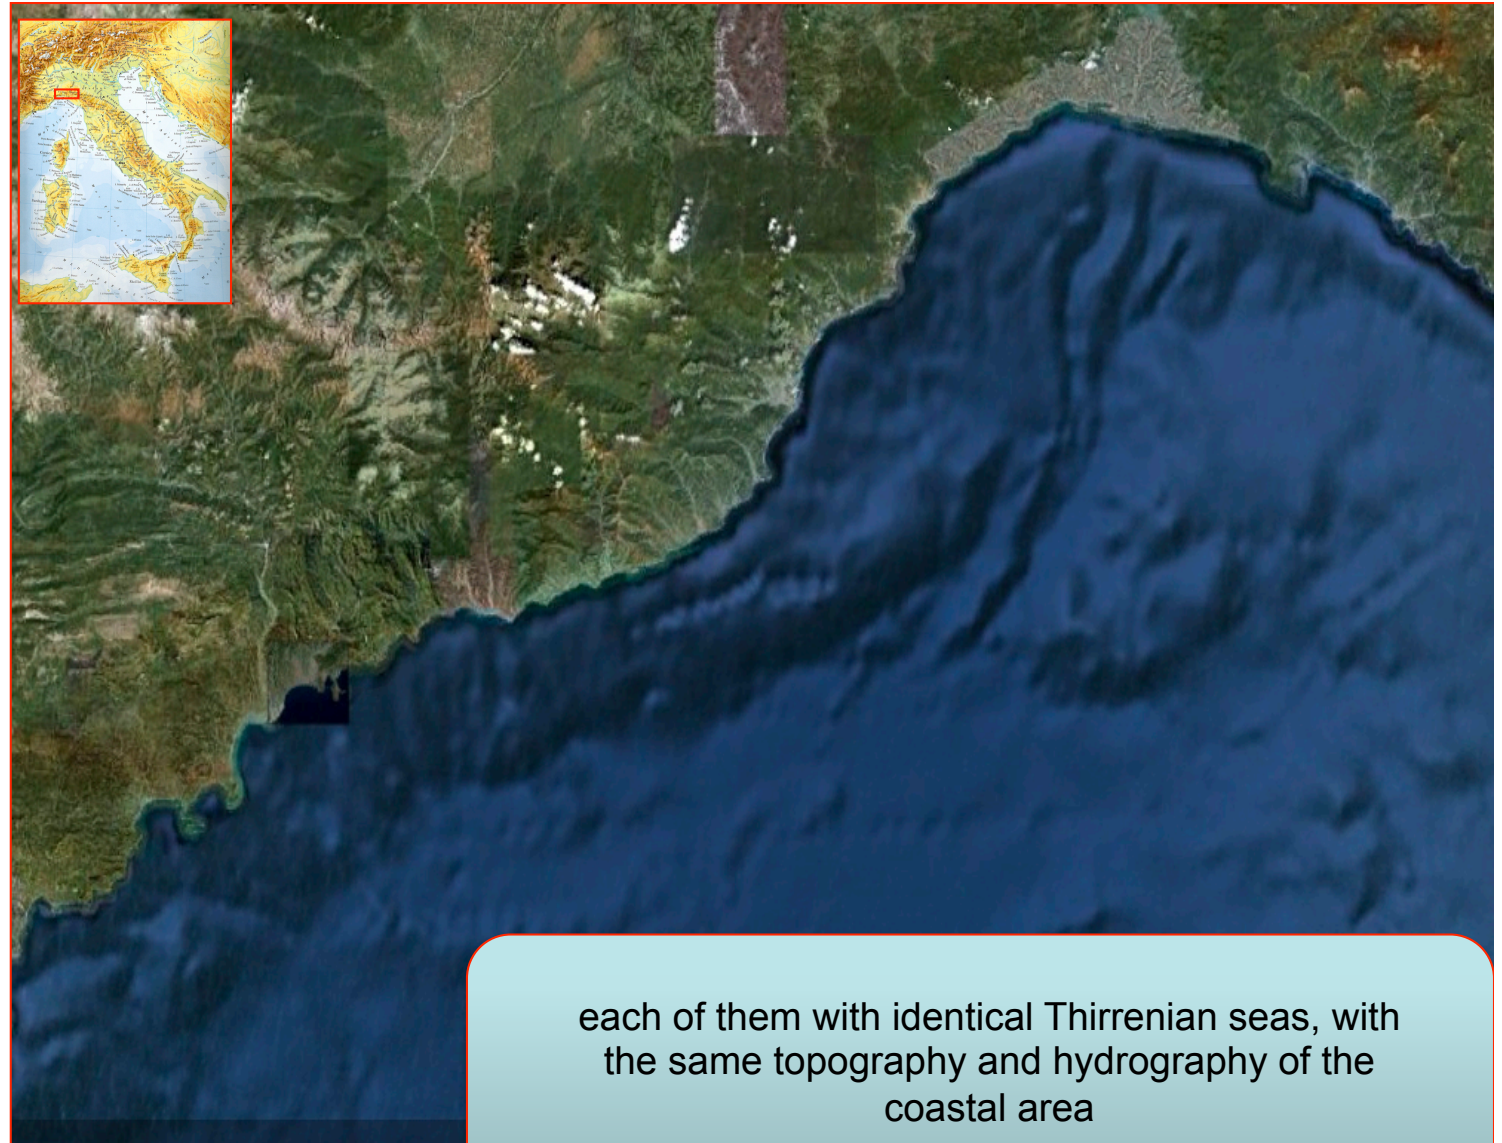 each of them with identical Thirrenian seas, with
the same topography and hydrography of the
coastal area